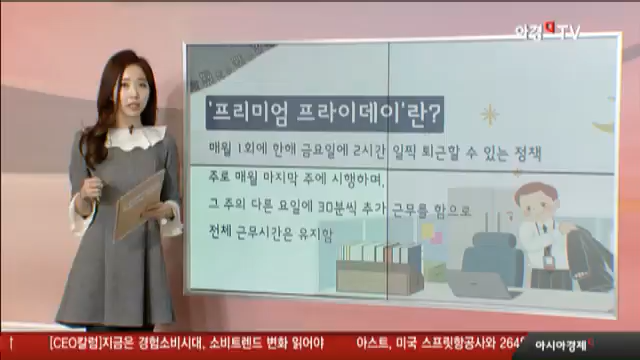 아경TV
'프리미엄 프라이데이'란?
매월 1회에 한해 금요일에 2시간 일찍 퇴근할 수 있는 정책
주로 매월 마지막 주에 시행하며,
그 주의 다른 요일에 30분씩 추가 근무를 함으로
전체 근무시간은 유지함
[CEO칼럼]지금은 경험소비시대, 소비트렌드 변화 읽어야
아스트, 미국 스프릿항공사와 264
아시아경제